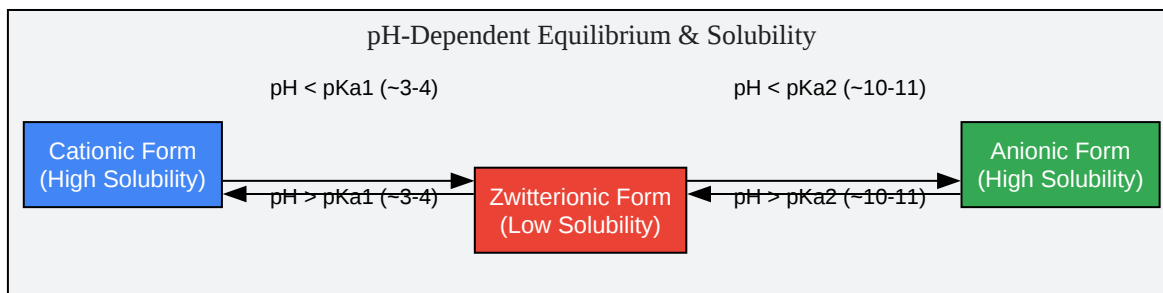 pH-Dependent Equilibrium & Solubility
pH < pKa1 (~3-4)
pH < pKa2 (~10-11)
Cationic Form
(High Solubility)
Anionic Form
(High Solubility)
pH > pKa1 (~3-4)
Zwitterionic Form
(Low Solubility)
pH > pKa2 (~10-11)